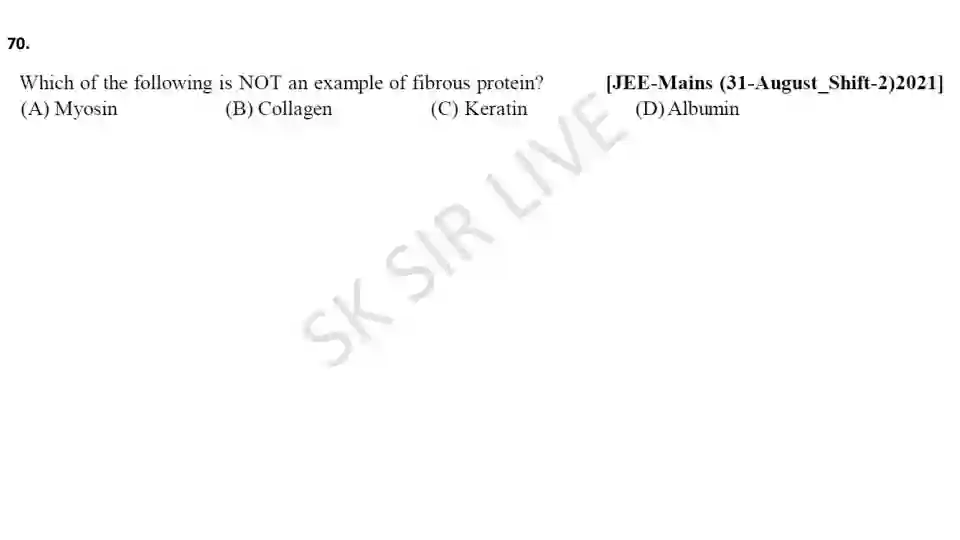 70.
Which of the following is NOT an example of fibrous protein? [JEE-Mains (31-August_Shift-2)2021]
(A) Myosin (B) Collagen (C) Keratin (D) Albumin
SK SIR LIVE